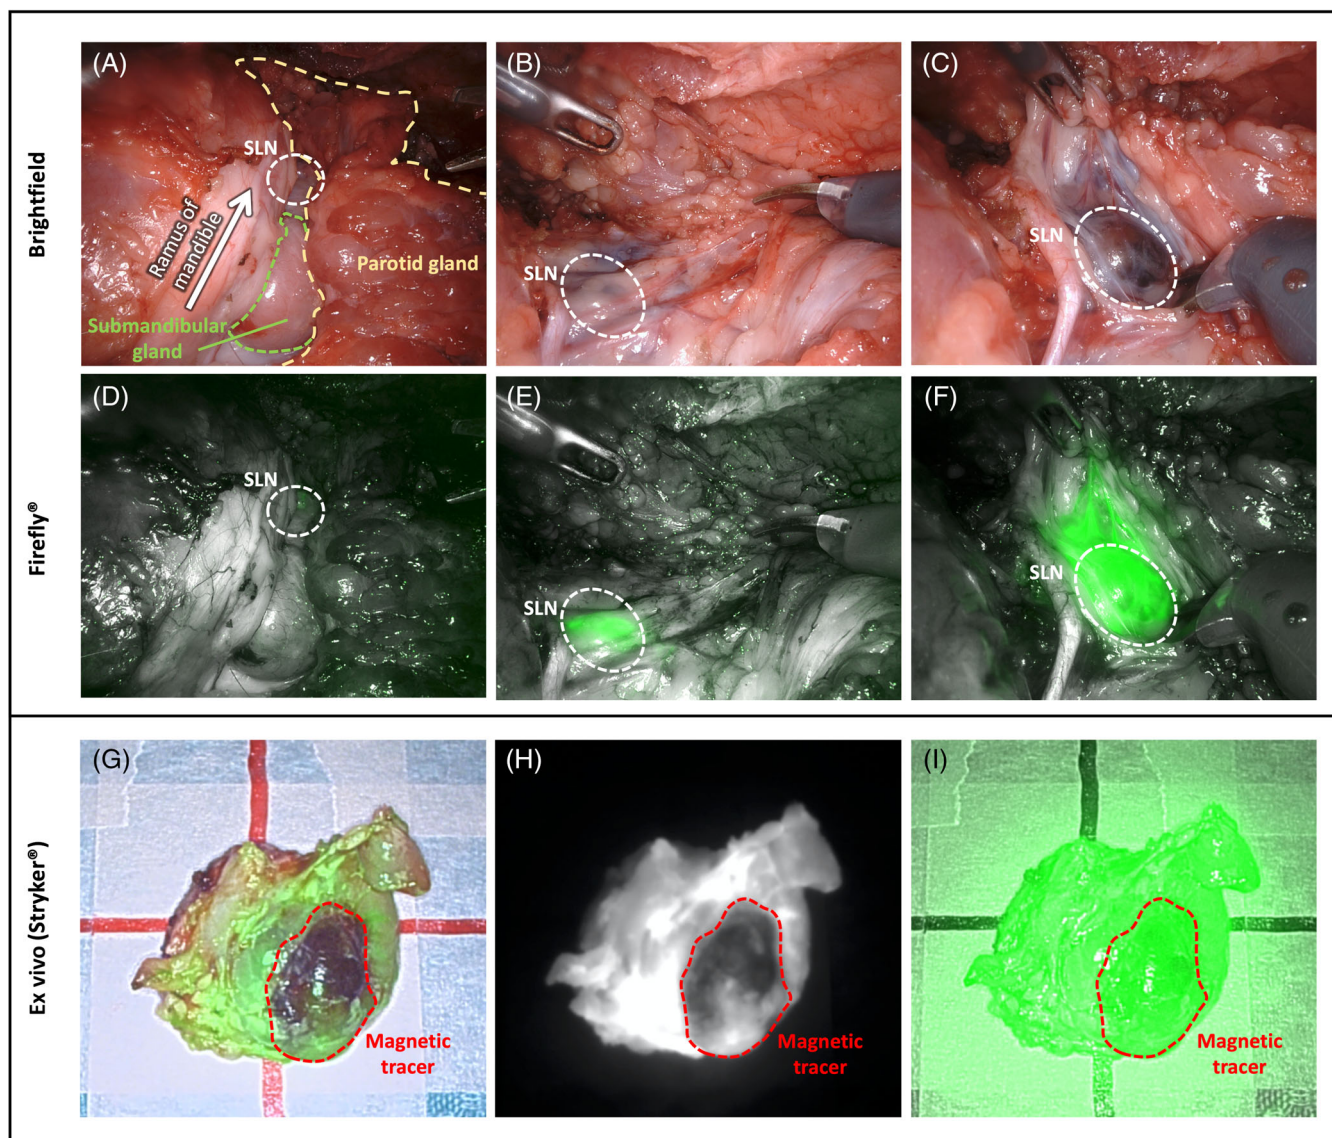 Brightfield
(A)
SLN
Ramus of
mandible
Parotid gland
Submandibular
gland
(B)
SLN
(C)
SLN
Firefly®
(D)
SLN
(E)
SLN
(F)
SLN
Ex vivo (Stryker®)
(G)
Magnetic
tracer
(H)
Magnetic
tracer
(I)
Magnetic
tracer